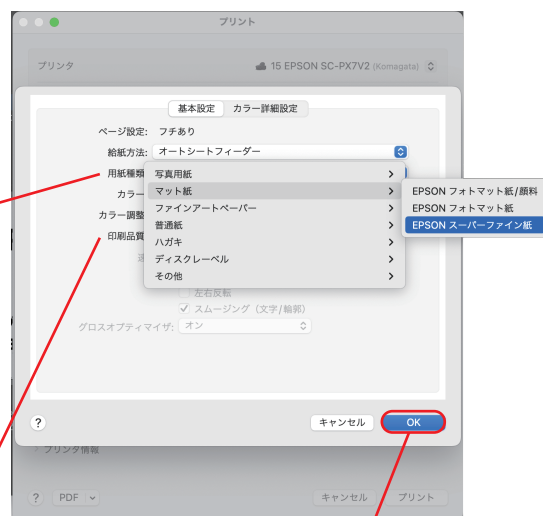 プリント
プリンタ
15 EPSON SC-PX7V2 (Komagata)
基本設定 カラー詳細設定
ページ設定: フチあり
給紙方法: オートシートフィーダー
用紙種類
写真用紙
カラー
マット紙
EPSON フォトマット紙/顔料
ファインアートペーパー
EPSON フォトマット紙
カラー調整
普通紙
EPSON スーパーファイン紙
印刷品質
ハガキ
ディスクレーベル
その他
左右反転
スムージング（文字/輪郭）
グロスオプティマイザ: オン
?
キャンセル
OK
プリンタ情報
?
PDF
キャンセル
プリント